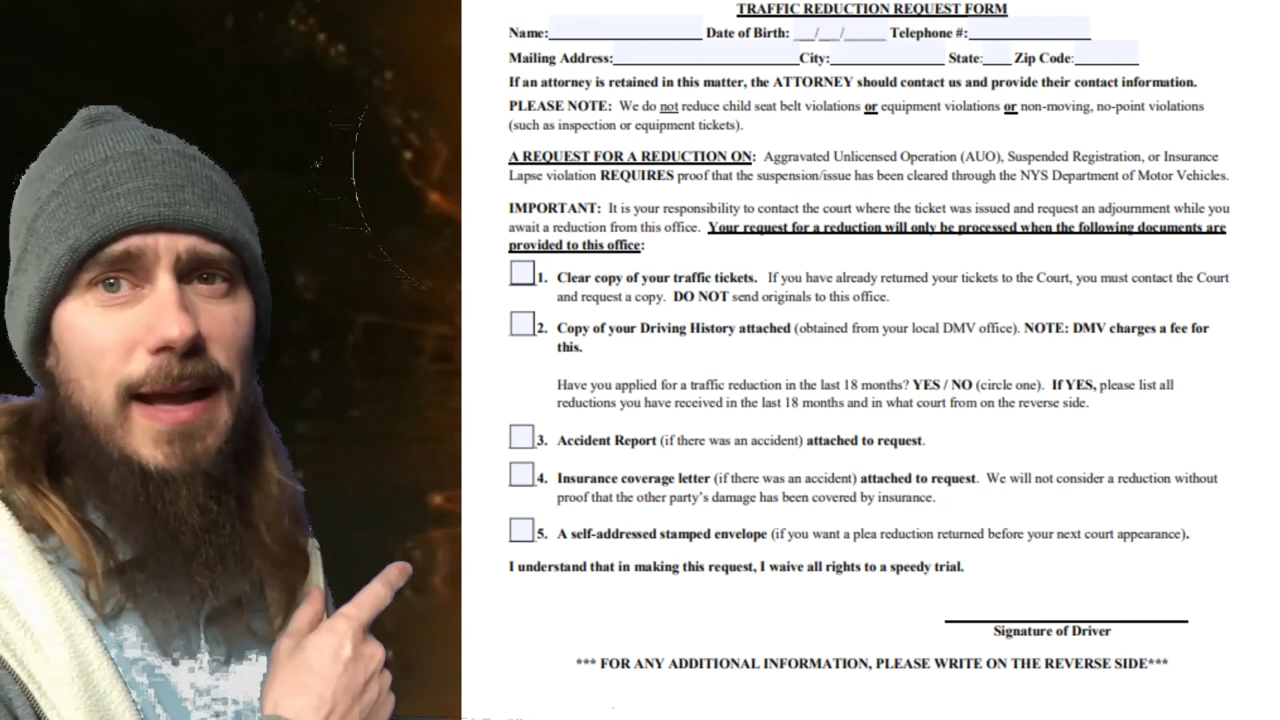 TRAFFIC REDUCTION REQUEST FORM
Name:________________ Date of Birth: __/__/_____ Telephone #:______________
Mailing Address:____________________City:____________ State:___ Zip Code:_______
If an attorney is retained in this matter, the ATTORNEY should contact us and provide their contact information.
PLEASE NOTE: We do not reduce child seat belt violations or equipment violations or non-moving, no-point violations
(such as inspection or equipment tickets).
A REQUEST FOR A REDUCTION ON: Aggravated Unlicensed Operation (AUO), Suspended Registration, or Insurance
Lapse violation REQUIRES proof that the suspension/issue has been cleared through the NYS Department of Motor Vehicles.
IMPORTANT: It is your responsibility to contact the court where the ticket was issued and request an adjournment while you
await a reduction from this office. Your request for a reduction will only be processed when the following documents are
provided to this office:
1. Clear copy of your traffic tickets. If you have already returned your tickets to the Court, you must contact the Court
and request a copy. DO NOT send originals to this office.
2. Copy of your Driving History attached (obtained from your local DMV office). NOTE: DMV charges a fee for
this.
Have you applied for a traffic reduction in the last 18 months? YES / NO (circle one). If YES, please list all
reductions you have received in the last 18 months and in what court from on the reverse side.
3. Accident Report (if there was an accident) attached to request.
4. Insurance coverage letter (if there was an accident) attached to request. We will not consider a reduction without
proof that the other party's damage has been covered by insurance.
5. A self-addressed stamped envelope (if you want a plea reduction returned before your next court appearance).
I understand that in making this request, I waive all rights to a speedy trial.
Signature of Driver
*** FOR ANY ADDITIONAL INFORMATION, PLEASE WRITE ON THE REVERSE SIDE***